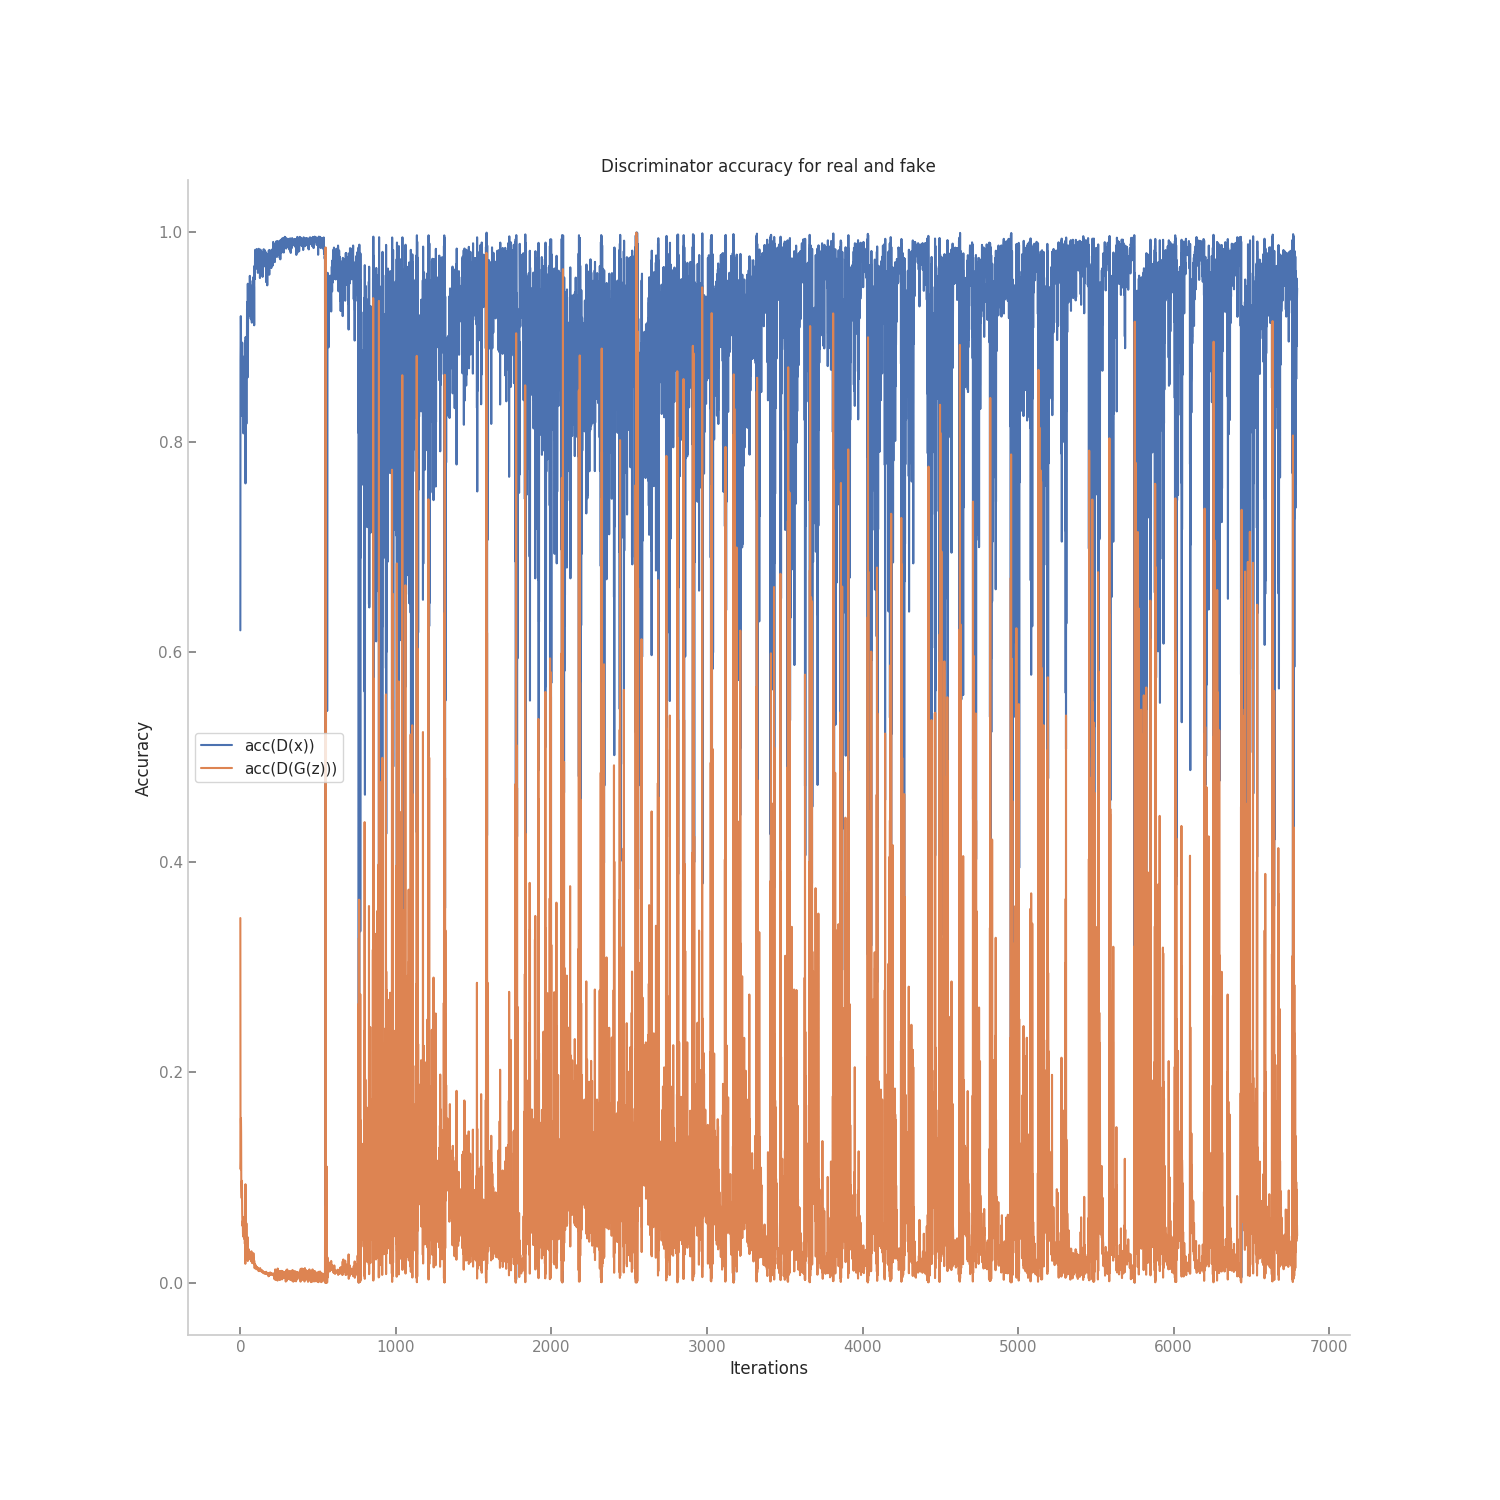 Discriminator accuracy for real and fake
1.0
0.8
0.6
0.4
0.2
0.0
Accuracy
acc(D(x))
acc(D(G(z)))
0 1000 2000 3000 4000 5000 6000 7000
Iterations